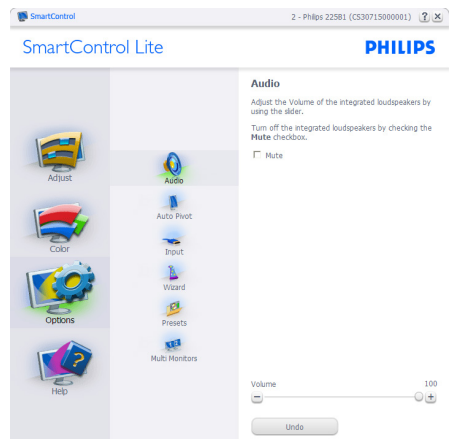 SmartControl
2 - Philips 225B1 (CS30715000001)
SmartControl Lite
PHILIPS
Adjust
Color
Options
Help
Audio
Auto Pivot
Input
Wizard
Presets
Multi Monitors
Audio
Adjust the Volume of the integrated loudspeakers by
using the slider.
Turn off the integrated loudspeakers by checking the
Mute checkbox.
Mute
Volume 100
Undo